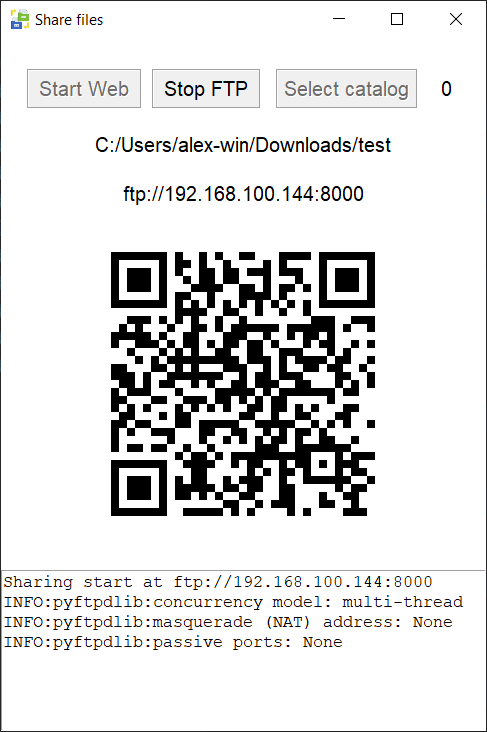 Share files
Start Web Stop FTP Select catalog 0
C:/Users/alex-win/Downloads/test
ftp://192.168.100.144:8000
Sharing start at ftp://192.168.100.144:8000
INFO:pyftpdlib:concurrency model: multi-thread
INFO:pyftpdlib:masquerade (NAT) address: None
INFO:pyftpdlib:passive ports: None